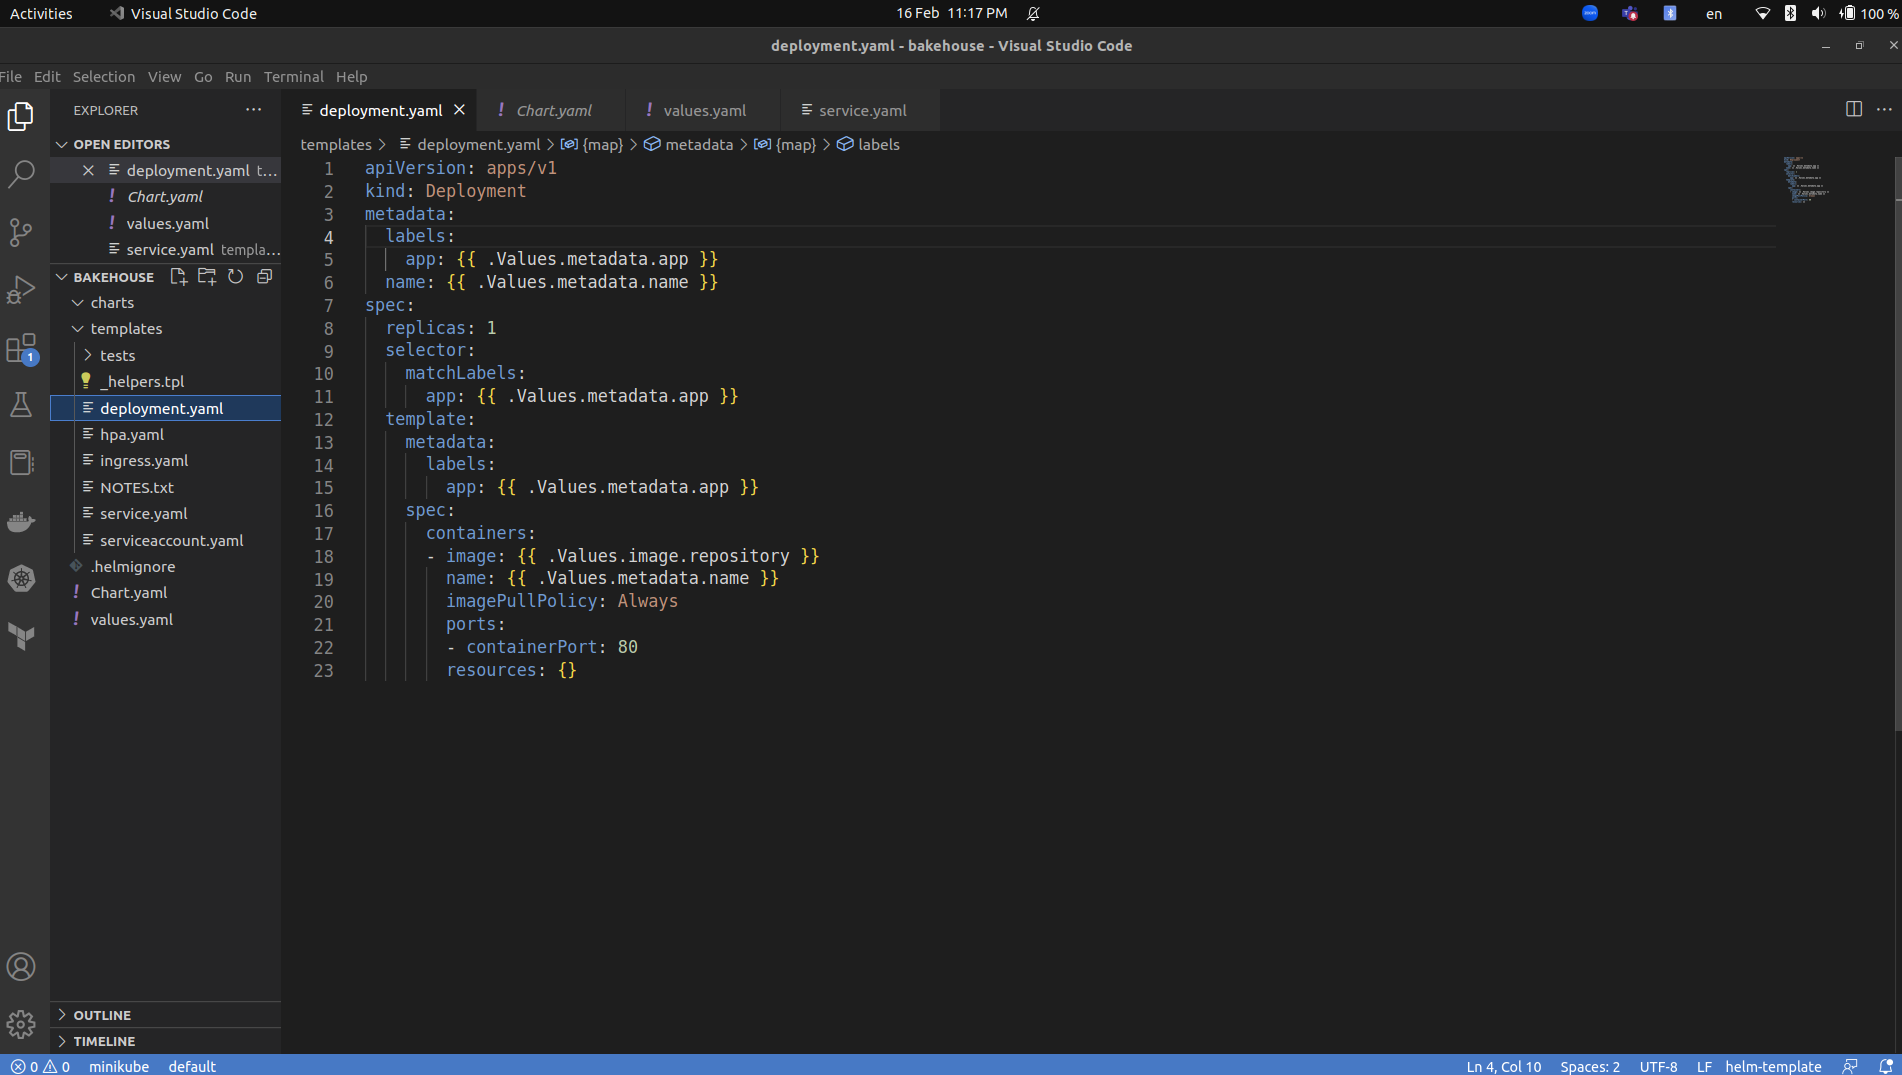 Activities Visual Studio Code 16 Feb 11:17 PM en 100 %
deployment.yaml - bakehouse - Visual Studio Code
File Edit Selection View Go Run Terminal Help
EXPLORER
OPEN EDITORS
deployment.yaml t...
Chart.yaml
values.yaml
service.yaml templa...
BAKEHOUSE
charts
templates
tests
_helpers.tpl
deployment.yaml
hpa.yaml
ingress.yaml
NOTES.txt
service.yaml
serviceaccount.yaml
.helmignore
Chart.yaml
values.yaml
1
OUTLINE
TIMELINE
deployment.yaml Chart.yaml values.yaml service.yaml
templates > deployment.yaml > {map} > metadata > {map} > labels
1 apiVersion: apps/v1
2 kind: Deployment
3 metadata:
4 labels:
5 app: {{ .Values.metadata.app }}
6 name: {{ .Values.metadata.name }}
7 spec:
8 replicas: 1
9 selector:
10 matchLabels:
11 app: {{ .Values.metadata.app }}
12 template:
13 metadata:
14 labels:
15 app: {{ .Values.metadata.app }}
16 spec:
17 containers:
18 - image: {{ .Values.image.repository }}
19 name: {{ .Values.metadata.name }}
20 imagePullPolicy: Always
21 ports:
22 - containerPort: 80
23 resources: {}
0 0 minikube default Ln 4, Col 10 Spaces: 2 UTF-8 LF helm-template